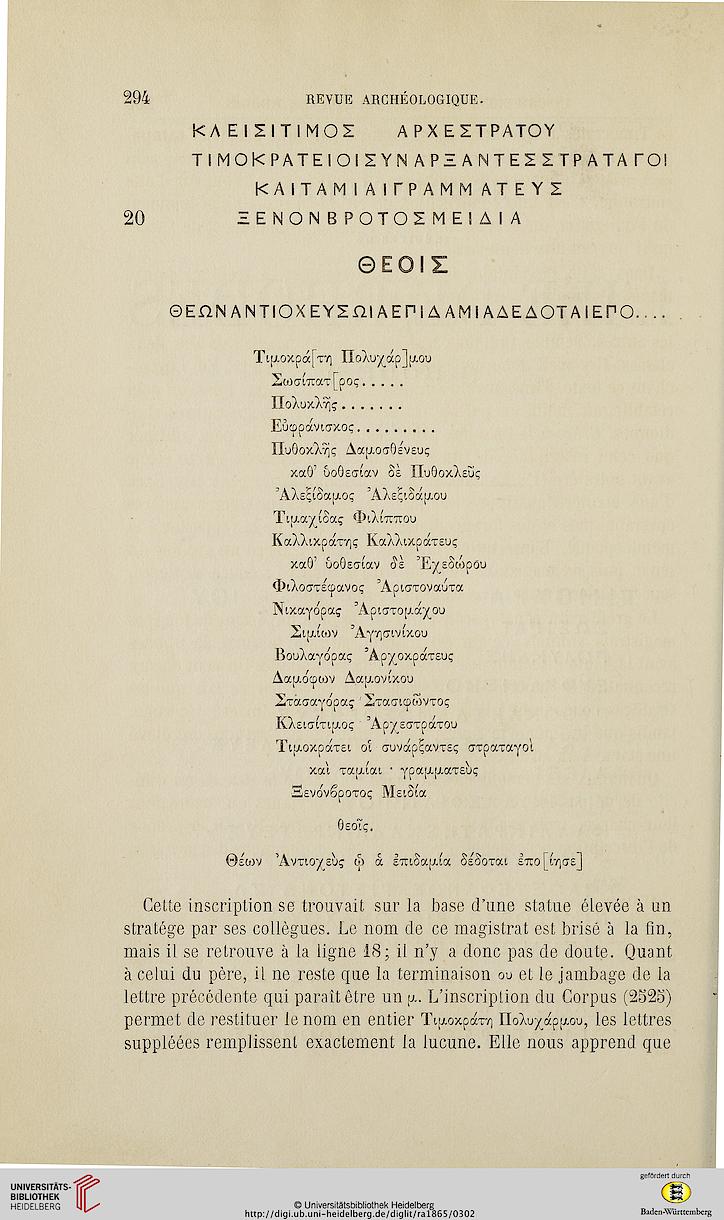 294 REVUE ARCHÉOLOGIQUE.
ΚΛΕΙΣΙΤΙΜΟΣ ΑΡΧΕΣΤΡΑΤΟΥ
ΤΙΜΟΚΡΑΤΕΙΟΙΣΥΝΑΡΞΑΝΤΕΣΣΤΡΑΤΑΓΟΙ
ΚΑΙΤΑΜΙΑΙΓΡΑΜΜΑΤΕΥΣ
20 ΞΕΝΟΝΒΡΟΤΟΣΜΕΙΔΙΑ
ΘΕΟΙΣ
ΘΕΩΝΑΝΤΙΟΧΕΥΣΩΙΑΕΠΙΔΑΜΙΑΔΕΔΟΤΑΙΕΠΟ....
Τιμοκρά[τη Πολυχάρ]μου
Σωσίπατ[ρος.....
Πολυκλῆς.......
Εὐφράνισκος.........
Πυθοκλῆς Δαμοσθένευς
καθ’ ὑοθεσίαν δὲ Πυθοκλεῦς
Ἀλεξίδαμος Ἀλεξιδάμου
Τιμαχίδας Φιλίππου
Καλλικράτης Καλλικράτευς
καθ’ ὑοθεσίαν δὲ Ἐχεδώρου
Φιλοστέφανος Ἀριστοναύτα
Νικαγόρας Ἀριστομάχου
Σιμίων Ἀγησινίκου
Βουλαγόρας Ἀρχοκράτευς
Δαμόφων Δαμονίκου
Στασαγόρας Στασιφῶντος
Κλεισίτιμος Ἀρχεστράτου
Τιμοκράτει οἱ συνάρξαντες στραταγοὶ
καὶ ταμίαι · γραμματεὺς
Ξενόνβροτος Μειδία
θεοῖς.
Θέων Ἀντιοχεὺς ᾧ ἁ ἐπιδαμία δέδοται ἐπο[ίησε]
Cette inscription se trouvait sur la base d'une statue élevée à un
stratége par ses collègues. Le nom de ce magistrat est brisé à la fin,
mais il se retrouve à la ligne 18; il n'y a donc pas de doute. Quant
à celui du père, il ne reste que la terminaison ου et le jambage de la
lettre précédente qui paraît être un μ. L'inscription du Corpus (2525)
permet de restituer le nom en entier Τιμοκράτη Πολυχάρμου, les lettres
suppléées remplissent exactement la lucune. Elle nous apprend que
UNIVERSITÄTS-
BIBLIOTHEK
HEIDELBERG
© Universitätsbibliothek Heidelberg
http://digi.ub.uni-heidelberg.de/diglit/ra1865/0302
gefördert durch
Baden-Württemberg